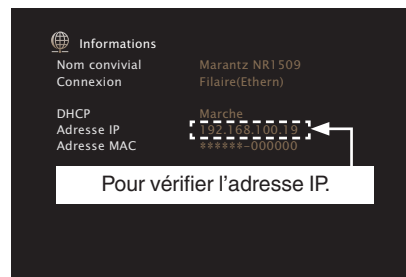 Informations
Nom convivial Marantz NR1509
Connexion Filaire(Ethern)
DHCP Marche
Adresse IP 192.168.100.19
Adresse MAC ******-000000
Pour vérifier l’adresse IP.